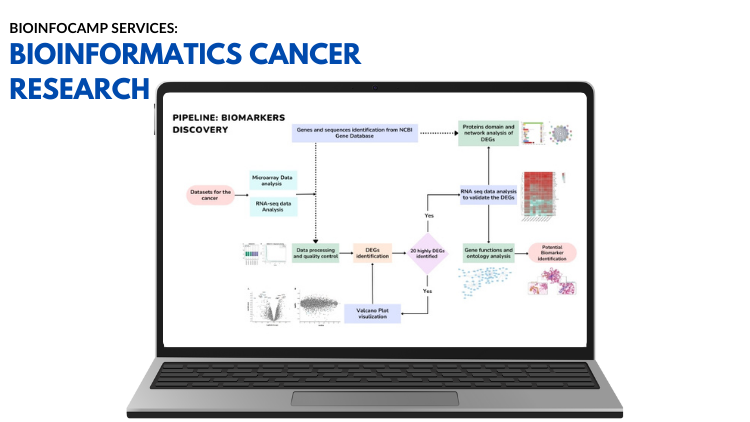 BIOINFOCAMP SERVICES:
BIOINFORMATICS CANCER
RESEARCH
PIPELINE: BIOMARKERS
DISCOVERY
Genes and sequences identification from NCBI
Gene Database
Proteins domain and
network analysis of
DEGs
Microarray Data
analysis
Datasets for the
cancer
RNA-seq data
Analysis
RNA seq data analysis
to validate the DEGs
Yes
Data processing
and quality control
DEGs
identification
20 highly DEGs
identified
Gene functions and
ontology analysis
Potential
Biomarker
identification
Yes
Volcano Plot
visulization